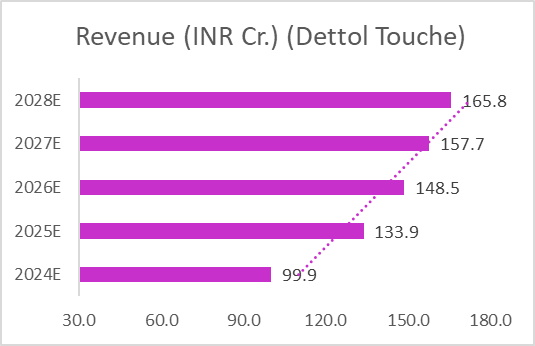 Revenue (INR Cr.) (Dettol Touche)
2028E 165.8
2027E 157.7
2026E 148.5
2025E 133.9
2024E 99.9
30.0 60.0 90.0 120.0 150.0 180.0